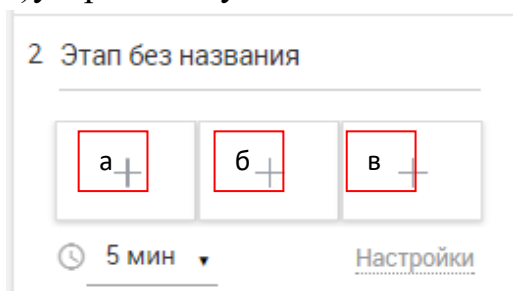 2 Этап без названия
а + б + в +
5 мин Настройки